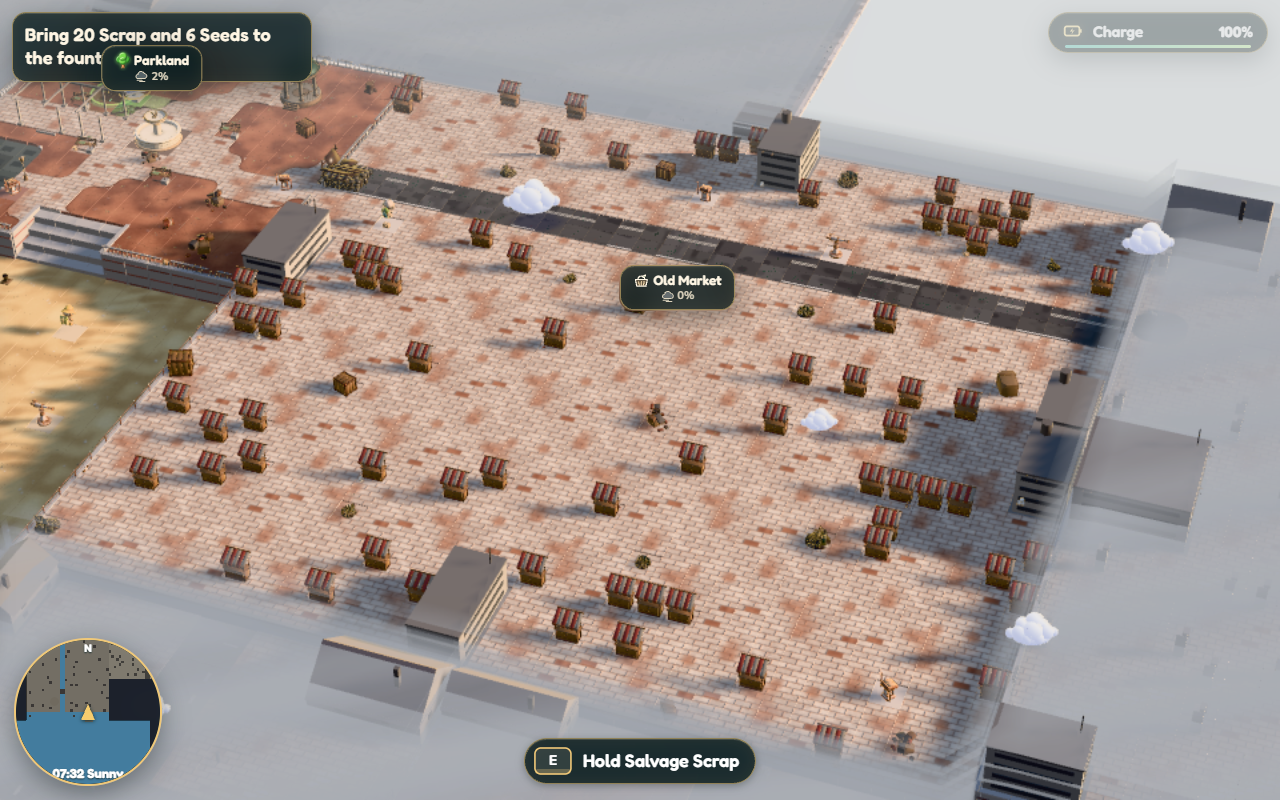 Bring 20 Scrap and 6 Seeds to
the fount
Parkland
2%
Charge 100%
Old Market
0%
N
07:32 Sunny
E Hold Salvage Scrap